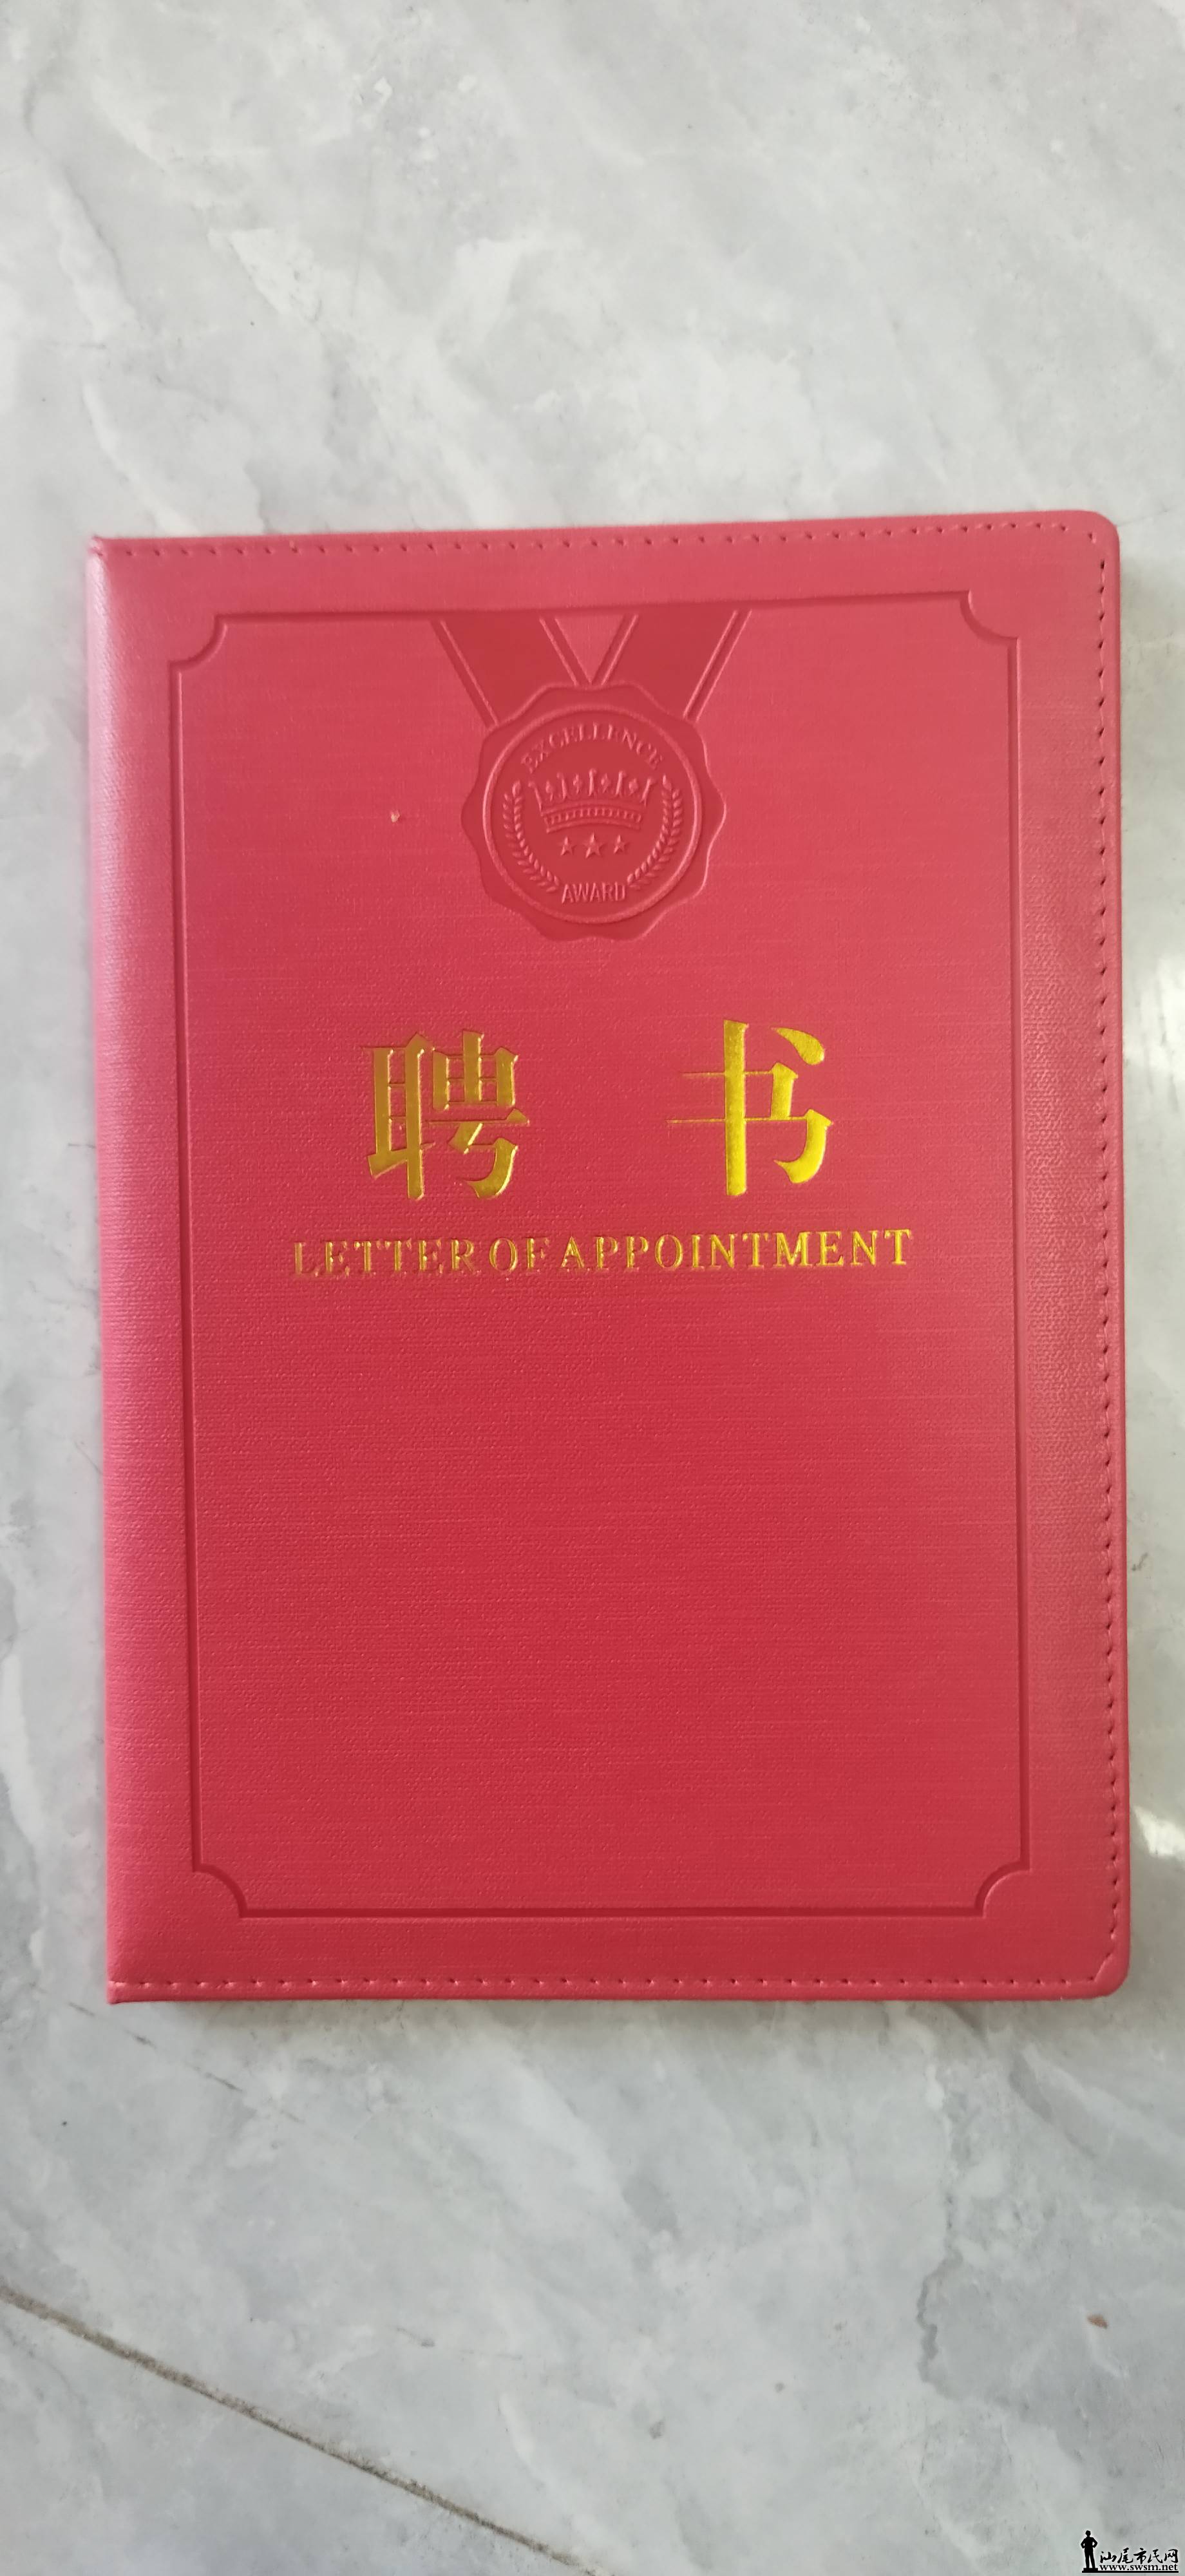 EXCELLENCE
AWARD
聘 书
LETTER OF APPOINTMENT
汕尾市民网
www.swsm.net